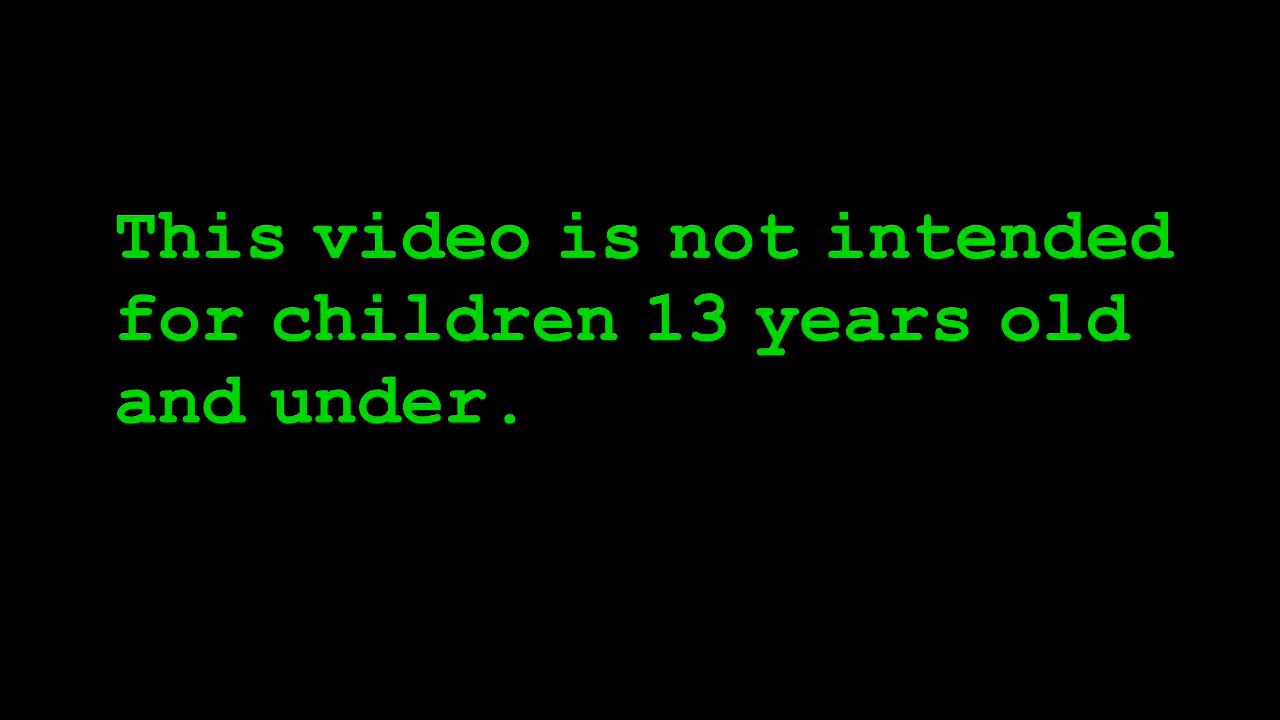 This video is not intended
for children 13 years old
and under.